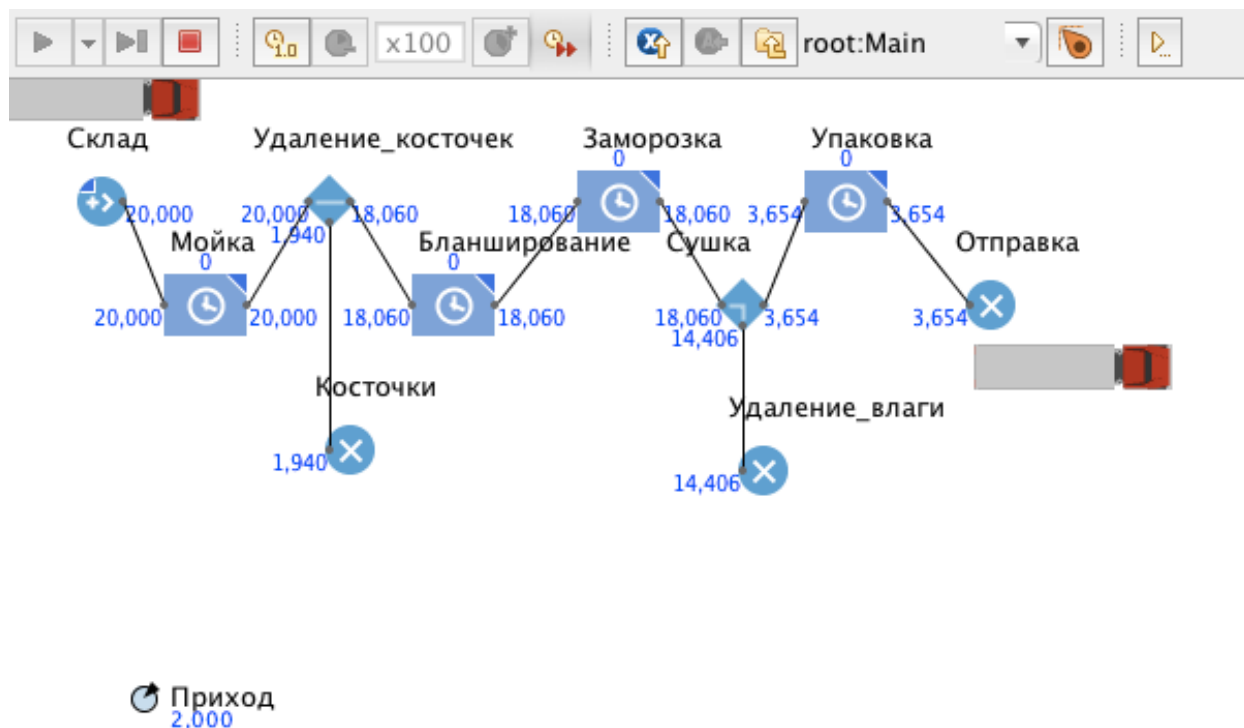 1.0 x100 root:Main
Склад Удаление_косточек Заморозка Упаковка
0 0
20,000 20,000 18,060 18,060 18,060 3,654 3,654
1,940
Мойка Бланширование Сушка Отправка
0 0
20,000 20,000 18,060 18,060 18,060 3,654 3,654
14,406
Косточки
Удаление_влаги
1,940
14,406
Приход
2,000